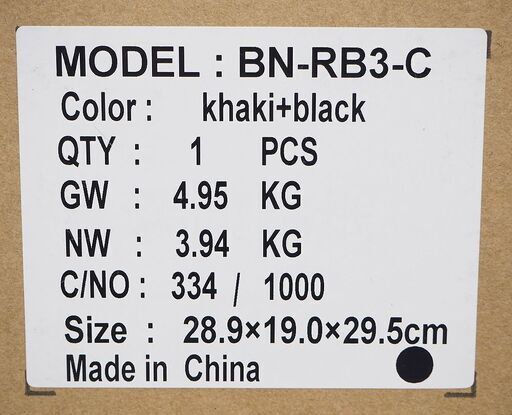 MODEL : BN-RB3-C
Color : khaki+black
QTY : 1 PCS
GW : 4.95 KG
NW : 3.94 KG
C/NO : 334 / 1000
Size : 28.9×19.0×29.5cm
Made in China